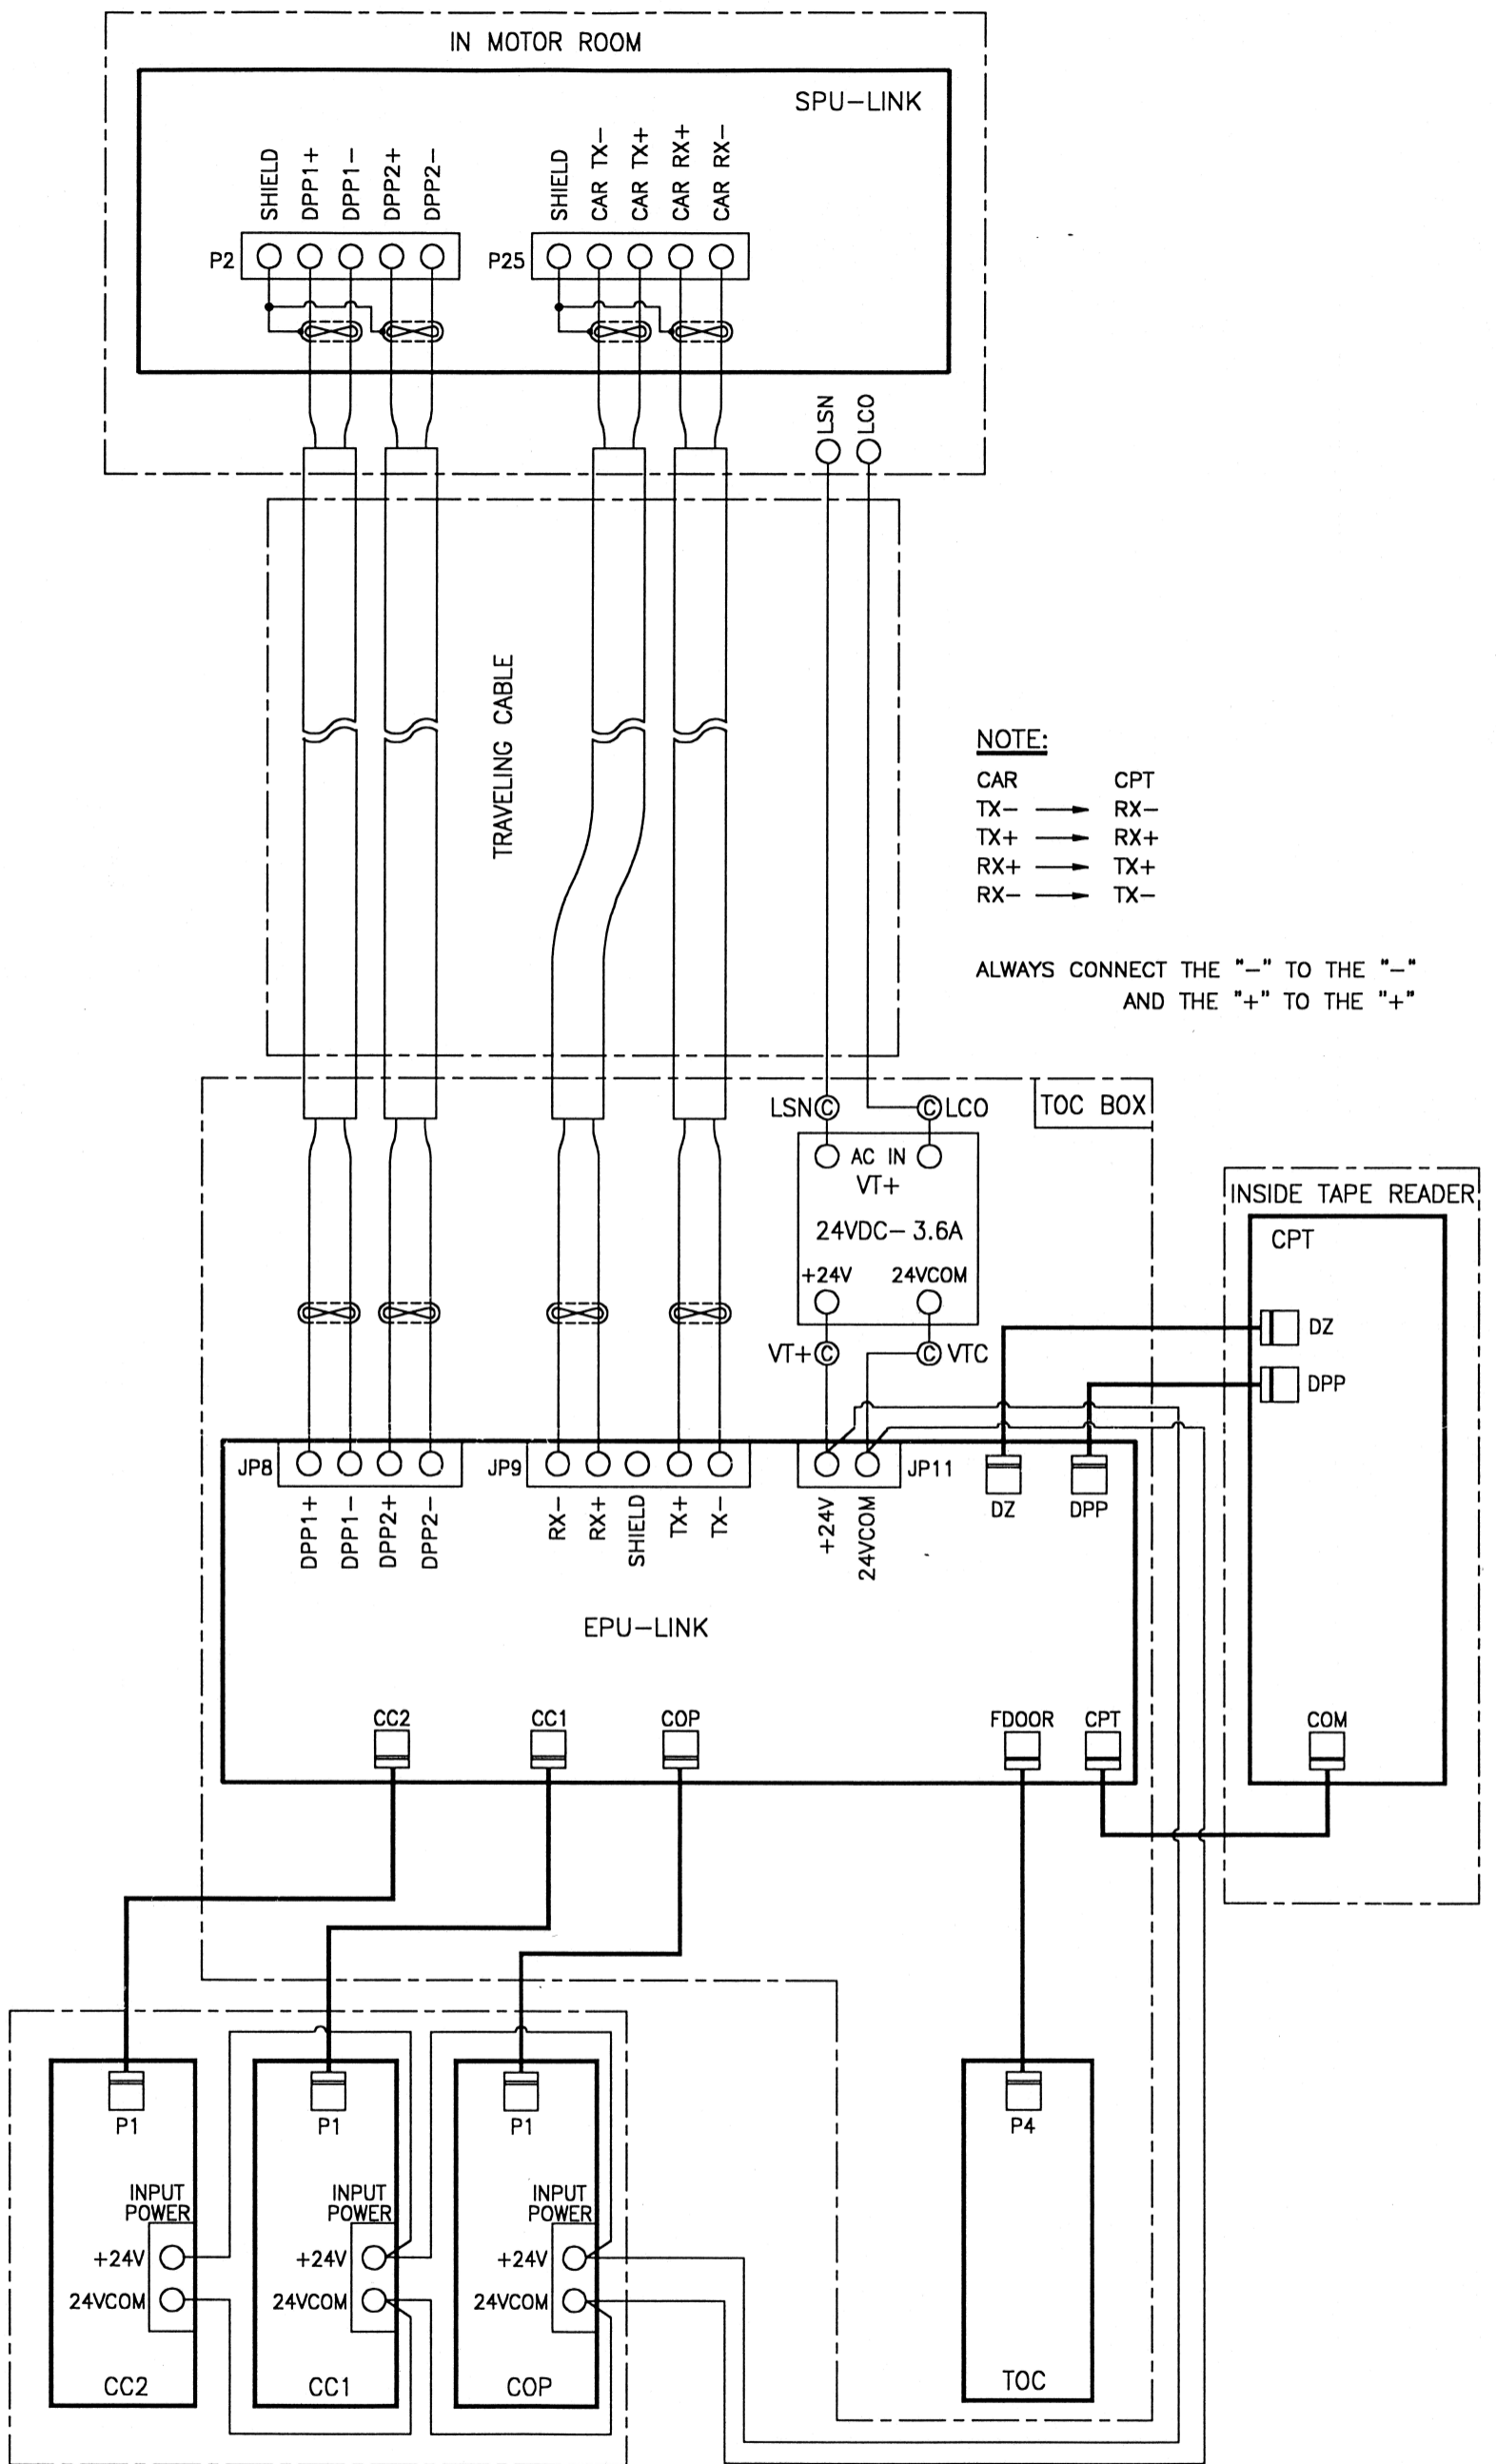 IN MOTOR ROOM
SPU-LINK
SHIELD
DPP1+
DPP1-
DPP2+
DPP2-
SHIELD
CAR TX-
CAR TX+
CAR RX+
CAR RX-
P2
P25
LSN
LCO
TRAVELING CABLE
NOTE:
CAR CPT
TX- → RX-
TX+ → RX+
RX+ → TX+
RX- → TX-
ALWAYS CONNECT THE "-" TO THE "-"
AND THE "+" TO THE "+"
TOC BOX
LSN C
C LCO
AC IN
VT+
24VDC- 3.6A
+24V 24VCOM
VT+ C
C VTC
INSIDE TAPE READER
CPT
DZ
DPP
JP8
JP9
JP11
DZ
DPP
DPP1+
DPP1-
DPP2+
DPP2-
RX-
RX+
SHIELD
TX+
TX-
+24V
24VCOM
EPU-LINK
CC2
CC1
COP
FDOOR
CPT
COM
P1
P1
P1
P4
INPUT
POWER
+24V
24VCOM
CC2
INPUT
POWER
+24V
24VCOM
CC1
INPUT
POWER
+24V
24VCOM
COP
TOC